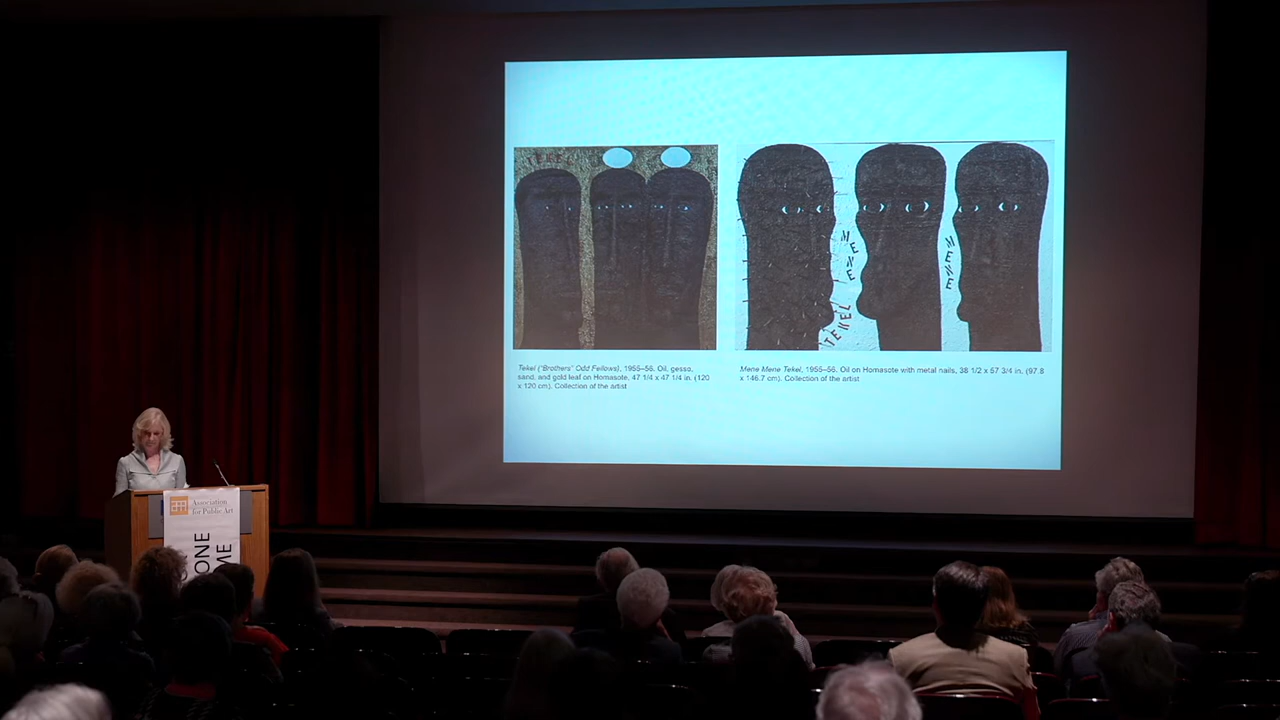 TEKEL
MENE
TEKEL
MENE
Tekel ("Brothers" Odd Fellows), 1955–56. Oil, gesso,
sand, and gold leaf on Homasote, 47 1/4 x 47 1/4 in. (120
x 120 cm). Collection of the artist
Mene Mene Tekel, 1955–56. Oil on Homasote with metal nails, 38 1/2 x 57 3/4 in. (97.8
x 146.7 cm). Collection of the artist
Association
for Public Art
ONE
ME